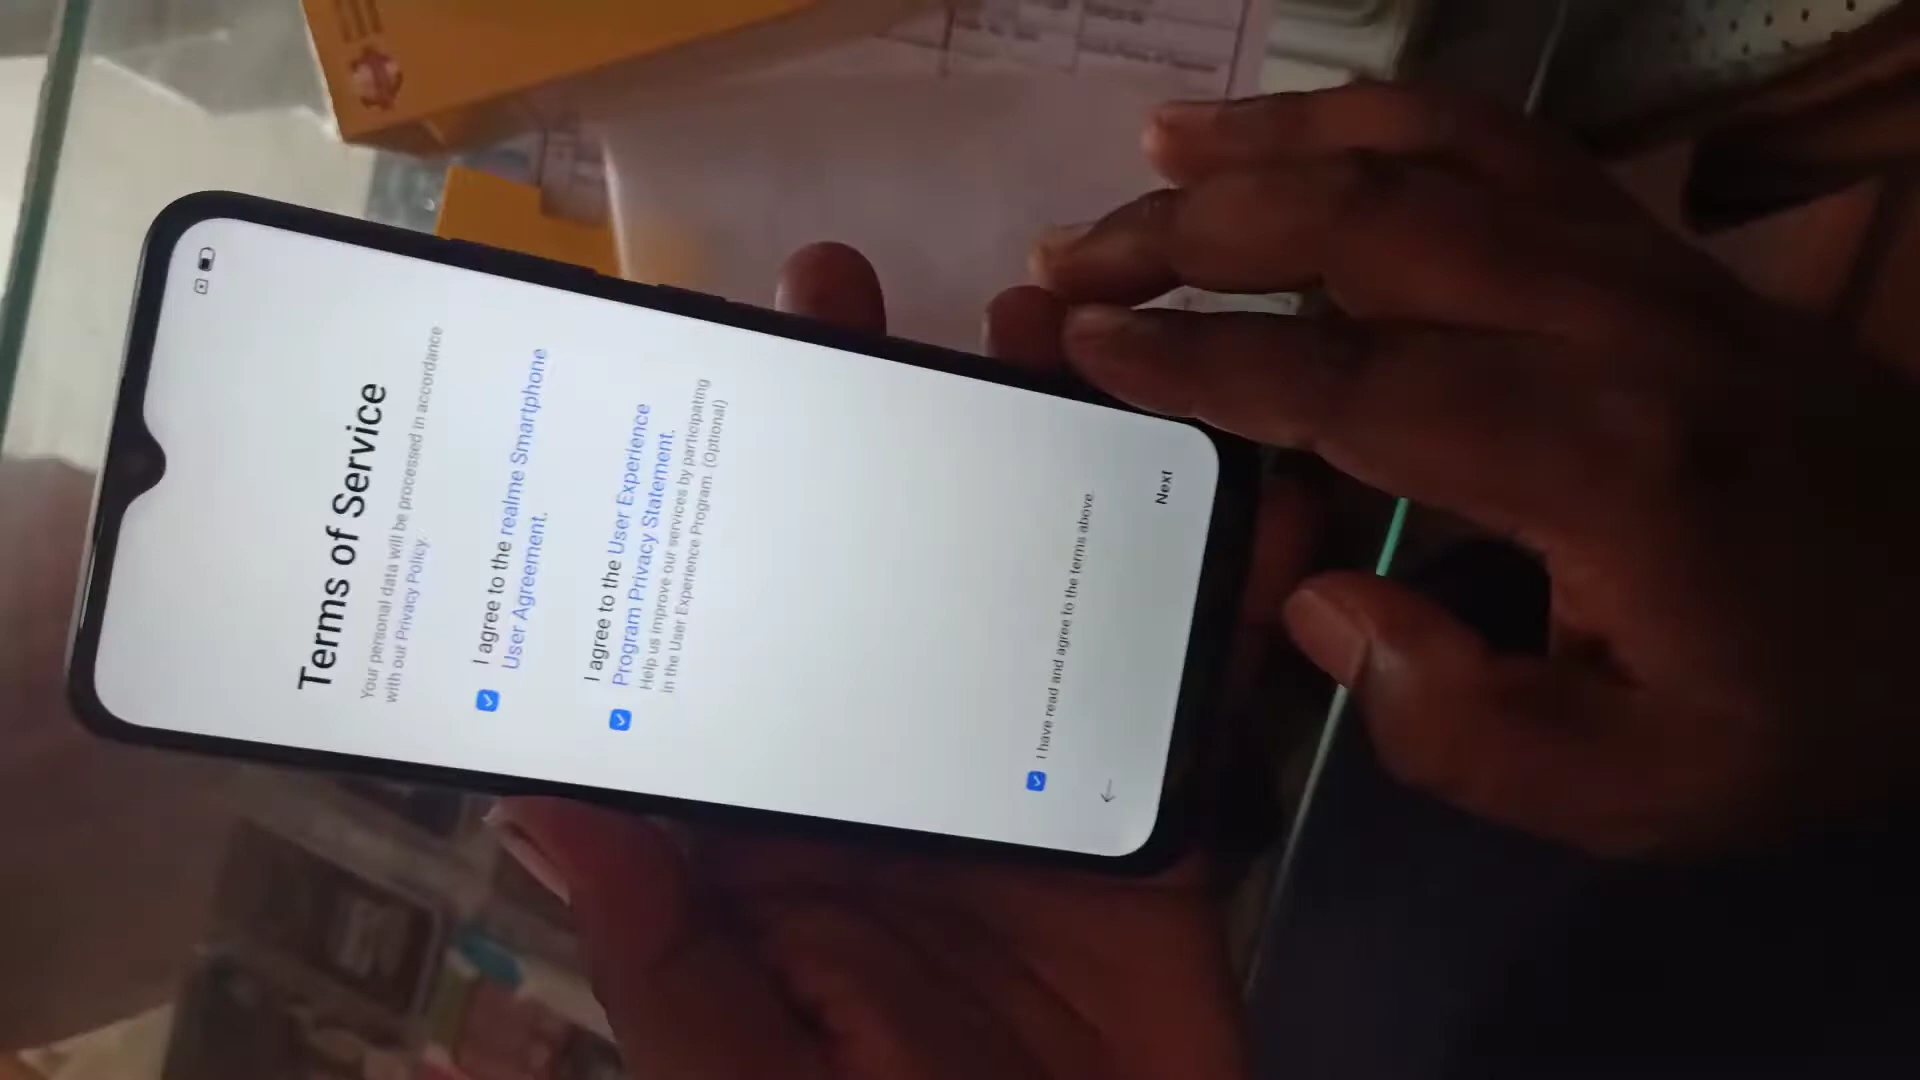 Terms of Service
Your personal data will be processed in accordance
with our Privacy Policy.
I agree to the realme Smartphone
User Agreement.
I agree to the User Experience
Program Privacy Statement.
Help us improve our services by participating
in the User Experience Program. (Optional)
I have read and agree to the terms above.
Next